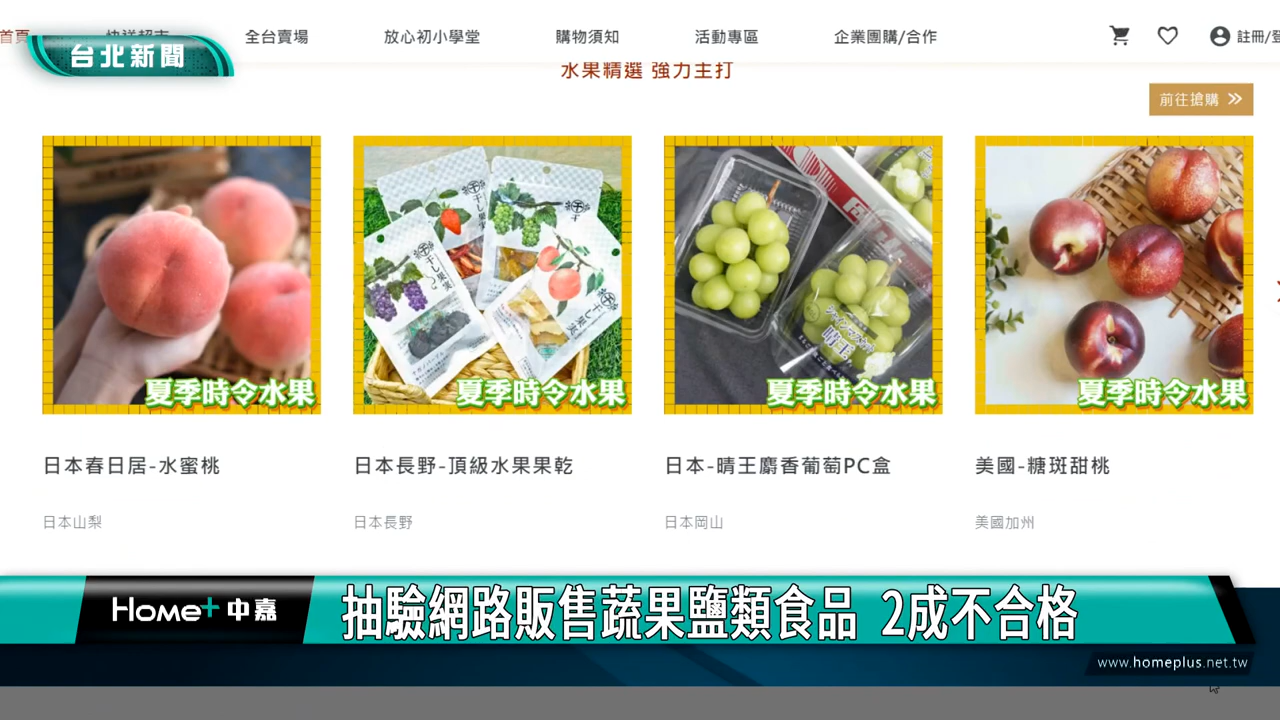 首頁 快送超市 全台賣場 放心初小學堂 購物須知 活動專區 企業團購/合作 註冊/登
台北新聞
水果精選 強力主打
前往搶購
夏季時令水果
夏季時令水果
夏季時令水果
夏季時令水果
日本春日居-水蜜桃
日本長野-頂級水果果乾
日本-晴王麝香葡萄PC盒
美國-糖斑甜桃
日本山梨
日本長野
日本岡山
美國加州
Home+中嘉
抽驗網路販售蔬果鹽類食品 2成不合格
www.homeplus.net.tw